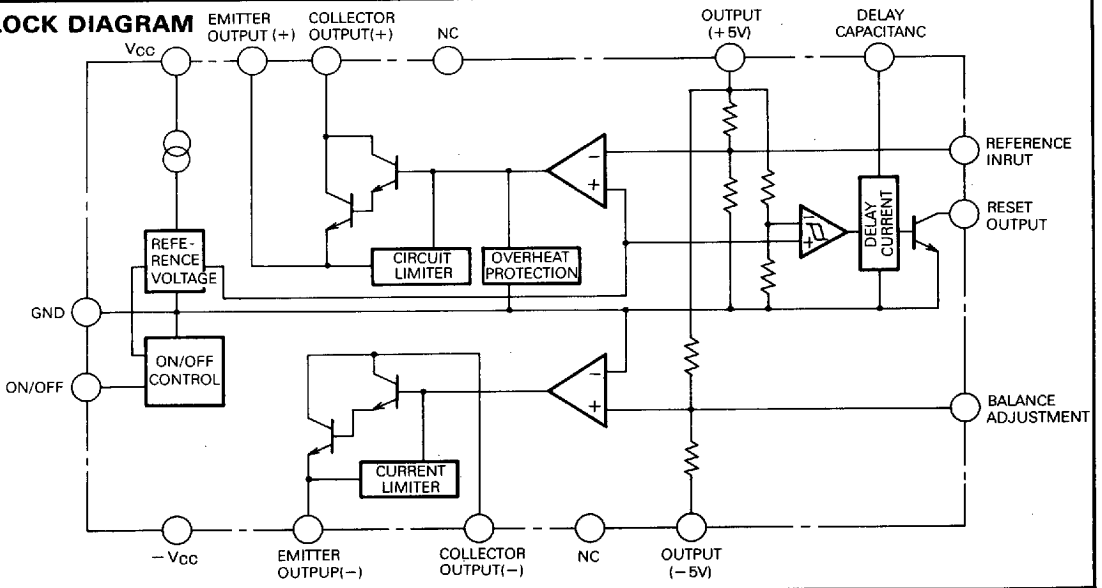 LOCK DIAGRAM
EMITTER
OUTPUT (+)
COLLECTOR
OUTPUT(+)
NC
OUTPUT
(+5V)
DELAY
CAPACITANC
Vcc
REFERENCE
INRUT
RESET
OUTPUT
REFE-
RENCE
VOLTAGE
CIRCUIT
LIMITER
OVERHEAT
PROTECTION
DELAY
CURRENT
−
+
−
+
GND
ON/OFF
CONTROL
ON/OFF
−
+
BALANCE
ADJUSTMENT
CURRENT
LIMITER
−Vcc
EMITTER
OUTPUP(−)
COLLECTOR
OUTPUT(−)
NC
OUTPUT
(−5V)